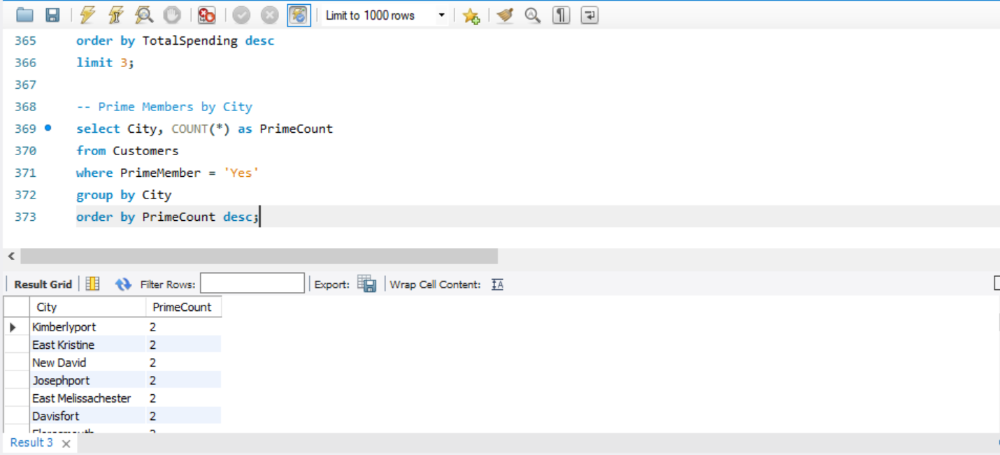 Limit to 1000 rows
365 order by TotalSpending desc
366 limit 3;
367
368 -- Prime Members by City
369 select City, COUNT(*) as PrimeCount
370 from Customers
371 where PrimeMember = 'Yes'
372 group by City
373 order by PrimeCount desc;
Result Grid Filter Rows: Export: Wrap Cell Content: IA
City PrimeCount
Kimberlyport 2
East Kristine 2
New David 2
Josephport 2
East Melissachester 2
Davisfort 2
Result 3